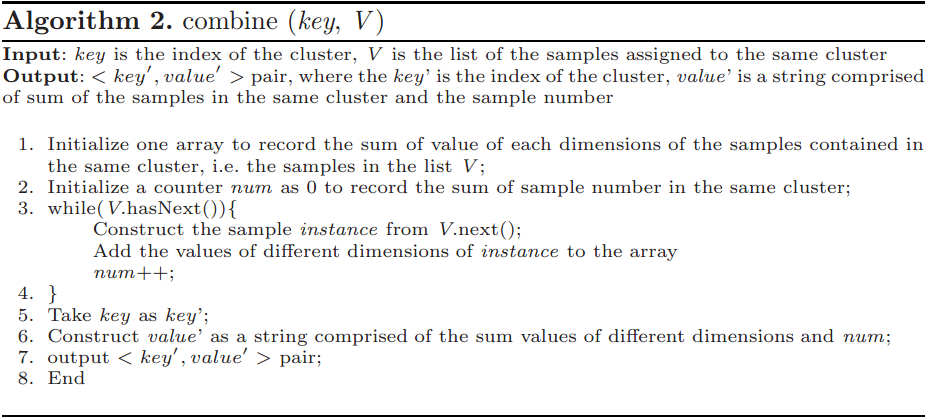 Algorithm 2. combine (key, V)
Input: key is the index of the cluster, V is the list of the samples assigned to the same cluster
Output: < key′, value′ > pair, where the key' is the index of the cluster, value' is a string comprised
of sum of the samples in the same cluster and the sample number
1. Initialize one array to record the sum of value of each dimensions of the samples contained in
the same cluster, i.e. the samples in the list V;
2. Initialize a counter num as 0 to record the sum of sample number in the same cluster;
3. while(V.hasNext()){
Construct the sample instance from V.next();
Add the values of different dimensions of instance to the array
num++;
4. }
5. Take key as key';
6. Construct value' as a string comprised of the sum values of different dimensions and num;
7. output < key′, value′ > pair;
8. End